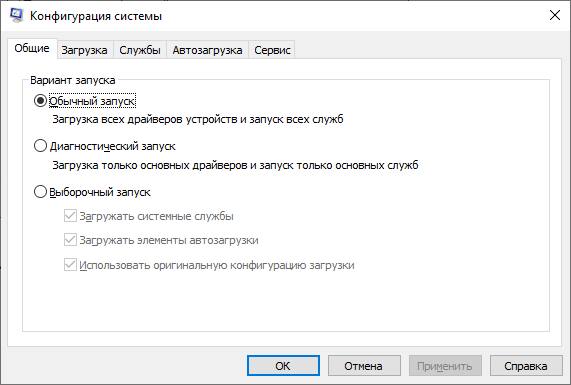 Конфигурация системы
Общие Загрузка Службы Автозагрузка Сервис
Вариант запуска
Обычный запуск
Загрузка всех драйверов устройств и запуск всех служб
Диагностический запуск
Загрузка только основных драйверов и запуск только основных служб
Выборочный запуск
Загружать системные службы
Загружать элементы автозагрузки
Использовать оригинальную конфигурацию загрузки
ОК Отмена Применить Справка